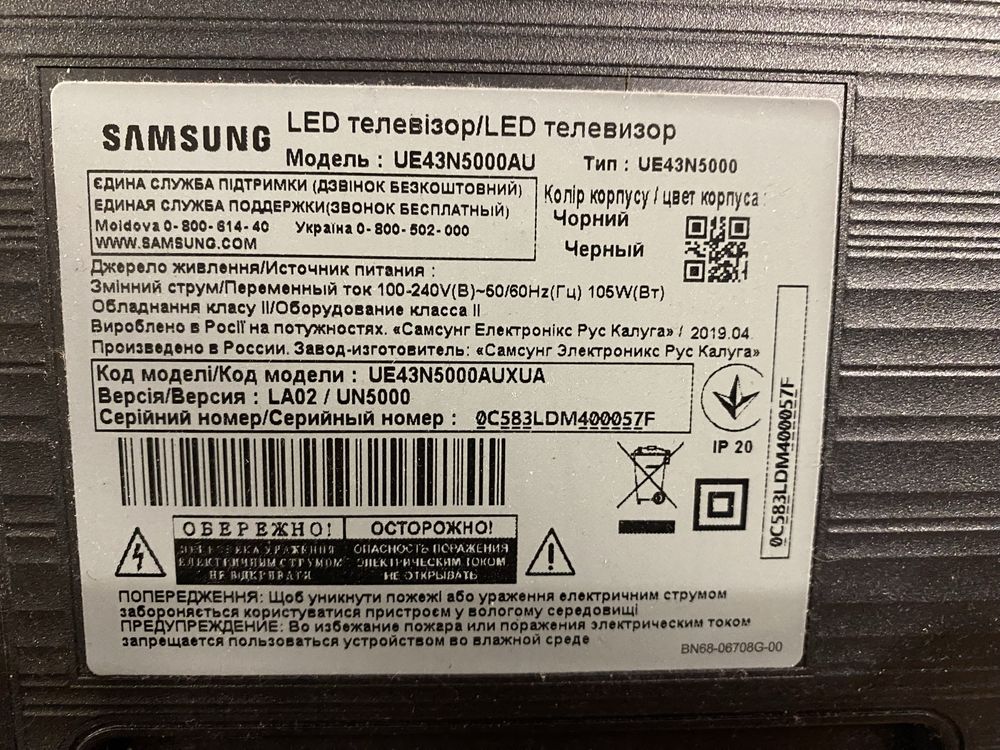 SAMSUNG
LED телевізор/LED телевизор
Модель : UE43N5000AU Тип : UE43N5000
ЄДИНА СЛУЖБА ПІДТРИМКИ (ДЗВІНОК БЕЗКОШТОВНИЙ)
ЕДИНАЯ СЛУЖБА ПОДДЕРЖКИ(ЗВОНОК БЕСПЛАТНЫЙ)
Moldova 0-800-614-40 Україна 0-800-502-000
WWW.SAMSUNG.COM
Колір корпусу / цвет корпуса :
Чорний
Черный
Джерело живлення/Источник питания :
Змінний струм/Переменный ток 100-240V(В)~50/60Hz(Гц) 105W(Вт)
Обладнання класу II/Оборудование класса II
Вироблено в Росії на потужностях. «Самсунг Електронікс Рус Калуга» / 2019.04
Произведено в России. Завод-изготовитель: «Самсунг Электроникс Рус Калуга»
Код моделі/Код модели : UE43N5000AUXUA
Версія/Версия : LA02 / UN5000
Серійний номер/Серийный номер : 0C583LDM400057F
IP 20
0C583LDM400057F
ОБЕРЕЖНО! ОСТОРОЖНО!
НЕБЕЗПЕКА УРАЖЕННЯ
ЕЛЕКТРИЧНИМ СТРУМОМ
НЕ ВІДКРИВАТИ
ОПАСНОСТЬ ПОРАЖЕНИЯ
ЭЛЕКТРИЧЕСКИМ ТОКОМ
НЕ ОТКРЫВАТЬ
ПОПЕРЕДЖЕННЯ: Щоб уникнути пожежі або ураження електричним струмом
забороняється користуватися пристроєм у вологому середовищі
ПРЕДУПРЕЖДЕНИЕ: Во избежание пожара или поражения электрическим током
запрещается пользоваться устройством во влажной среде
BN68-06708G-00